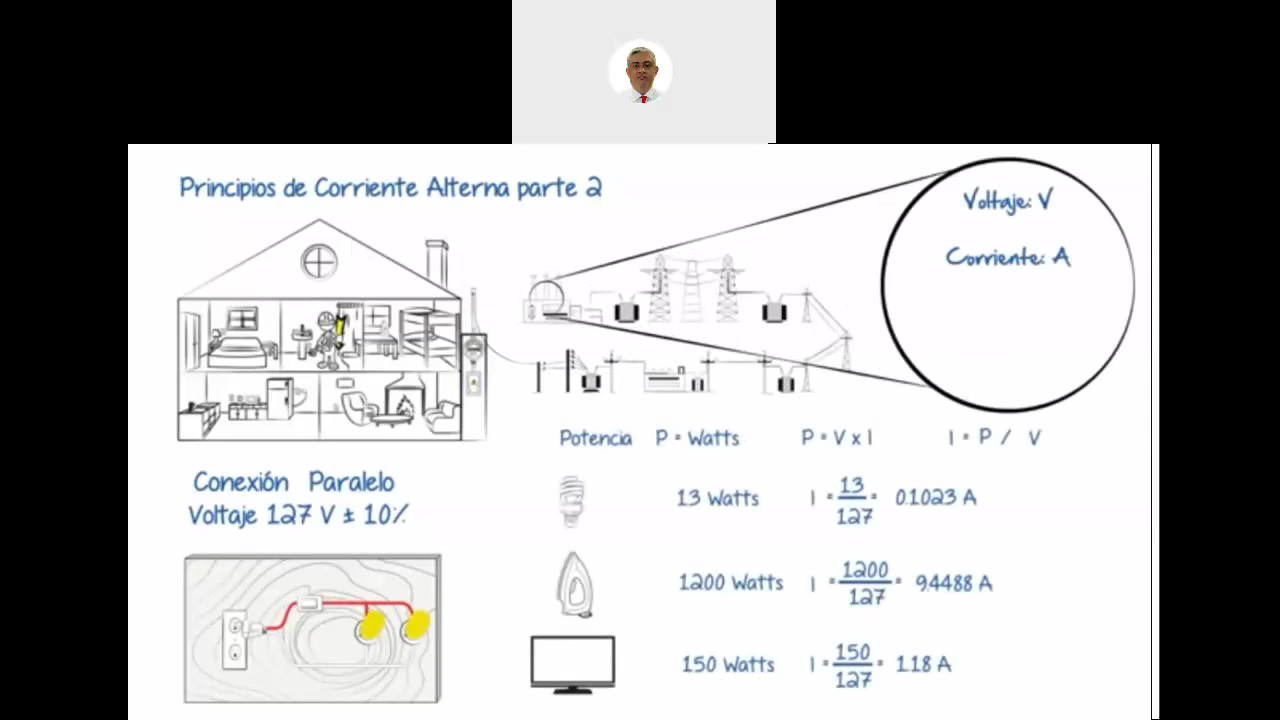 Principios de Corriente Alterna parte 2
Voltaje: V
Corriente: A
Potencia P = Watts P = V x I I = P / V
Conexión Paralelo
Voltaje 127 V ± 10%
13 Watts I = 13/127 = 0.1023 A
1200 Watts I = 1200/127 = 9.4488 A
150 Watts I = 150/127 = 1.18 A